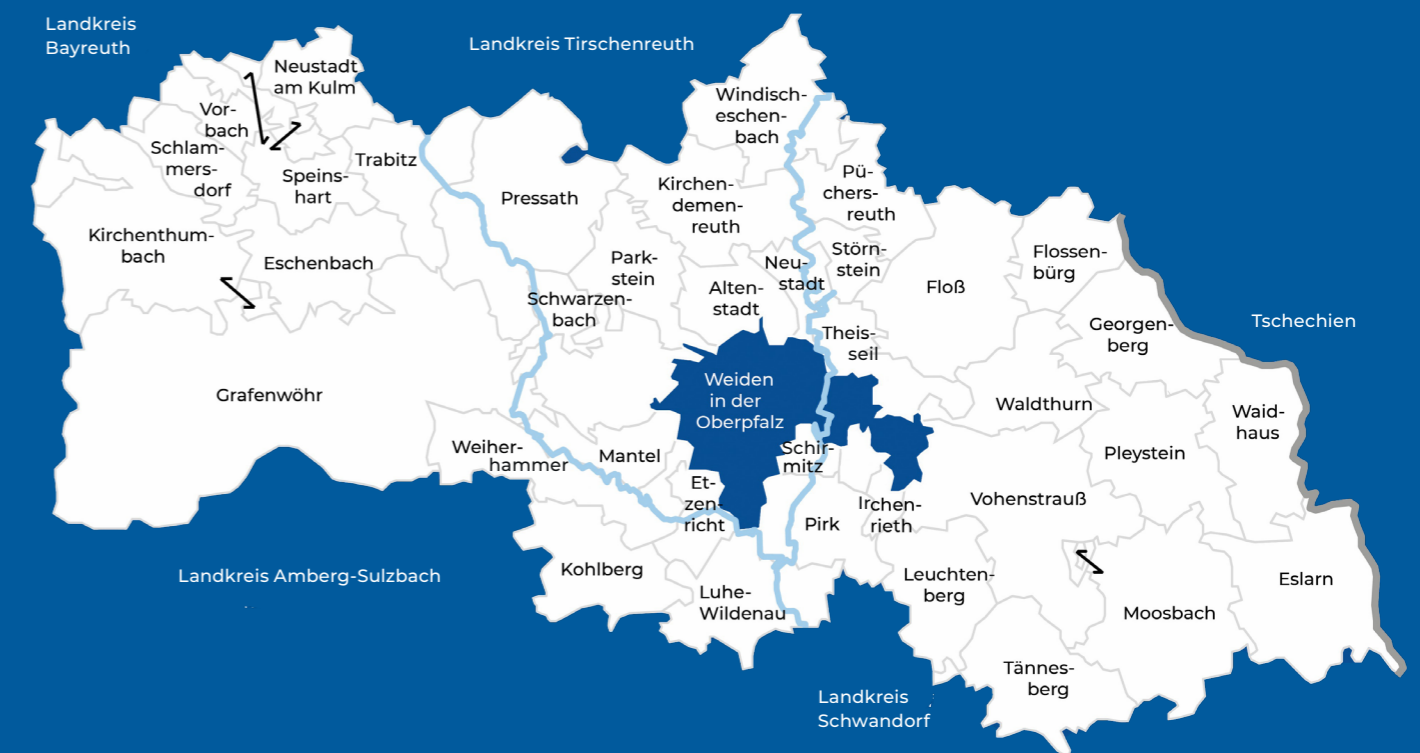 Landkreis
Bayreuth
Landkreis Tirschenreuth
Neustadt
am Kulm
Vor-
bach
Schlam-
mers-
dorf
Speins-
hart
Trabitz
Windisch-
eschen-
bach
Pü-
chers-
reuth
Pressath
Kirchen-
demen-
reuth
Kirchenthum-
bach
Eschenbach
Park-
stein
Neu-
stadt
Störn-
stein
Flossen-
bürg
Floß
Alten-
stadt
Schwarzen-
bach
Theis-
seil
Georgen-
berg
Tschechien
Grafenwöhr
Weiden
in der
Oberpfalz
Waldthurn
Waid-
haus
Weiher-
hammer
Mantel
Schir-
mitz
Pleystein
Et-
zen-
richt
Pirk
Irchen-
rieth
Vohenstrauß
Landkreis Amberg-Sulzbach
Kohlberg
Luhe-
Wildenau
Leuchten-
berg
Moosbach
Eslarn
Tännes-
berg
Landkreis
Schwandorf